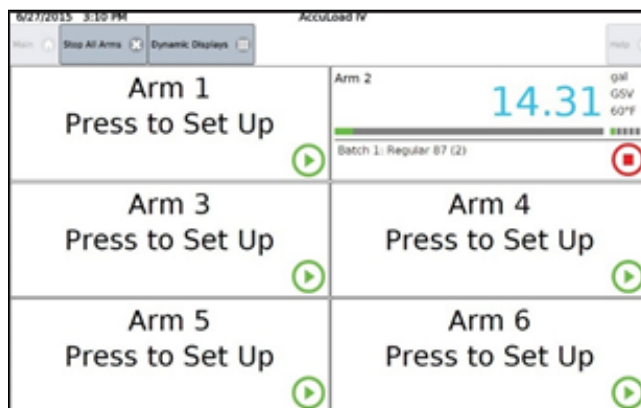 6/27/2015 3:10 PM
AccuLoad IV
Main
Stop All Arms
Dynamic Displays
Help
Arm 1
Press to Set Up
Arm 2
14.31
gal
GSV
60°F
Batch 1: Regular 87 (2)
Arm 3
Press to Set Up
Arm 4
Press to Set Up
Arm 5
Press to Set Up
Arm 6
Press to Set Up